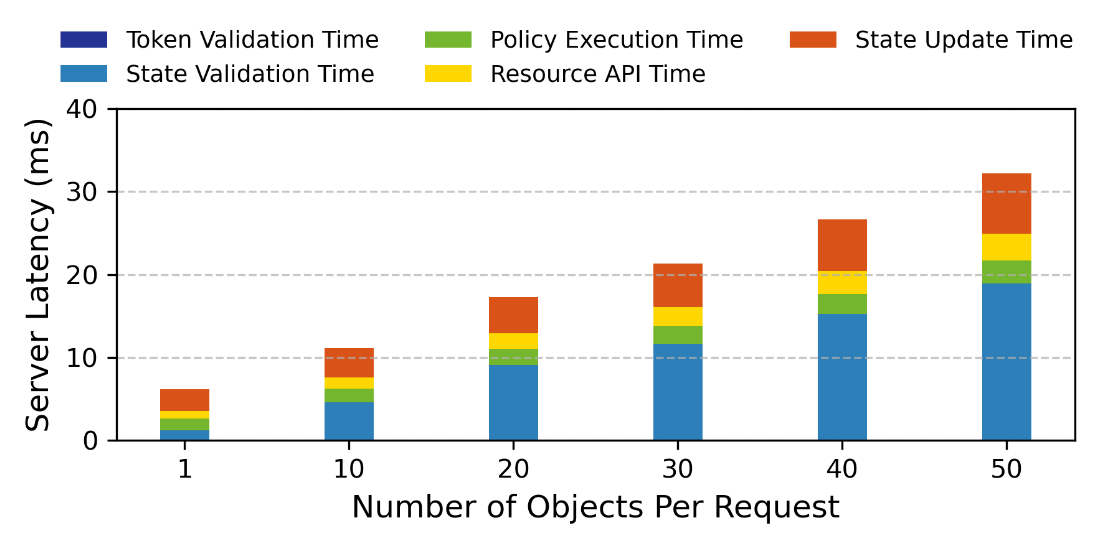 Token Validation Time Policy Execution Time State Update Time
State Validation Time Resource API Time
40
30
20
10
0
Server Latency (ms)
1 10 20 30 40 50
Number of Objects Per Request